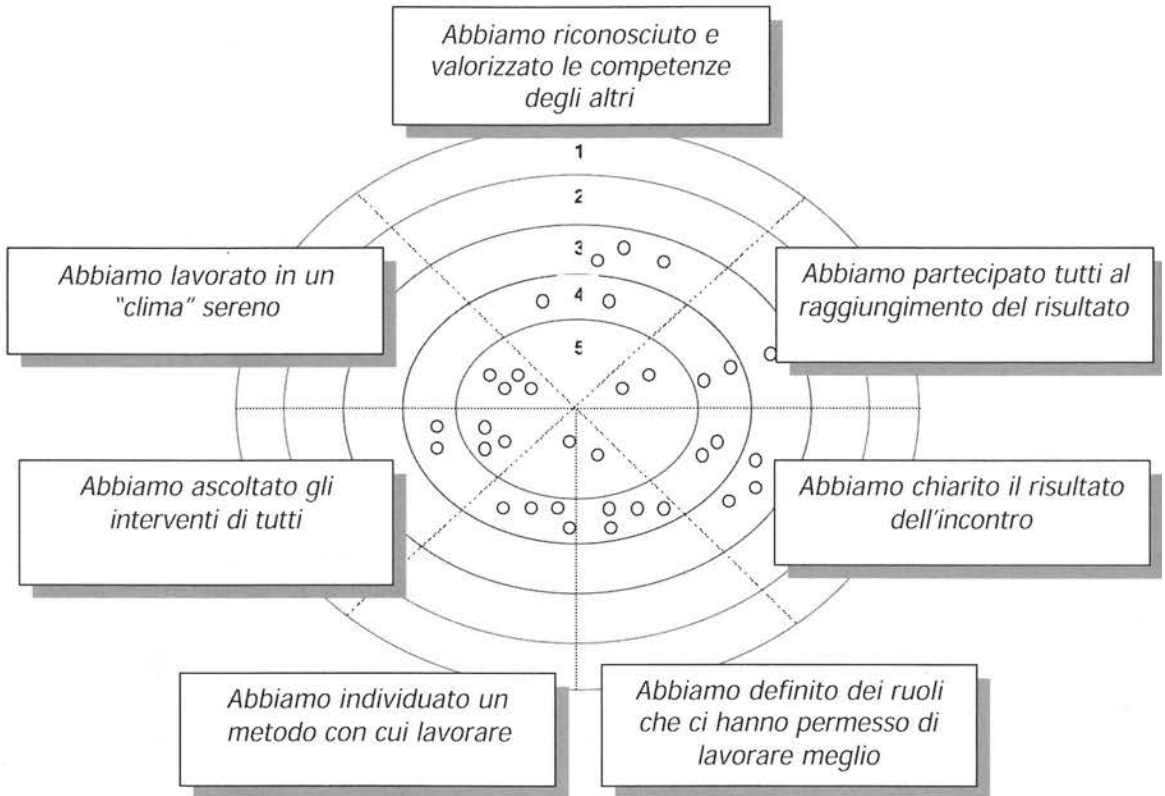 Abbiamo riconosciuto e
valorizzato le competenze
degli altri
1
2
3
4
5
Abbiamo lavorato in un
"clima" sereno
Abbiamo partecipato tutti al
raggiungimento del risultato
Abbiamo ascoltato gli
interventi di tutti
Abbiamo chiarito il risultato
dell'incontro
Abbiamo individuato un
metodo con cui lavorare
Abbiamo definito dei ruoli
che ci hanno permesso di
lavorare meglio